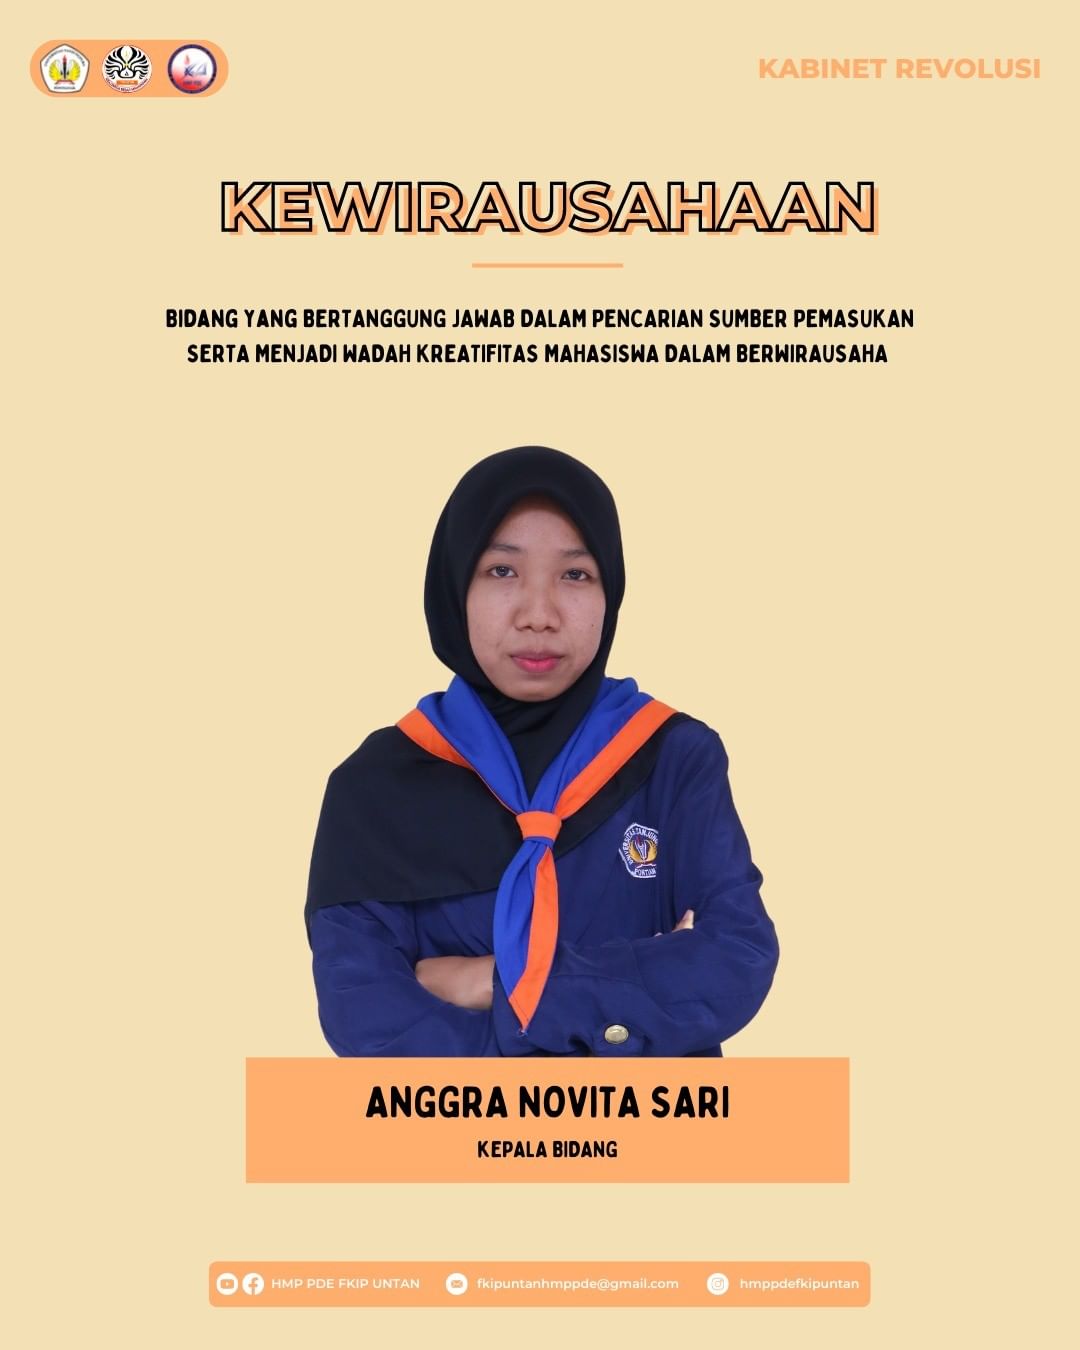 KABINET REVOLUSI
KEWIRAUSAHAAN
BIDANG YANG BERTANGGUNG JAWAB DALAM PENCARIAN SUMBER PEMASUKAN
SERTA MENJADI WADAH KREATIFITAS MAHASISWA DALAM BERWIRAUSAHA
ANGGRA NOVITA SARI
KEPALA BIDANG
HMP PDE FKIP UNTAN fkipuntanhmppde@gmail.com hmppdefkipuntan